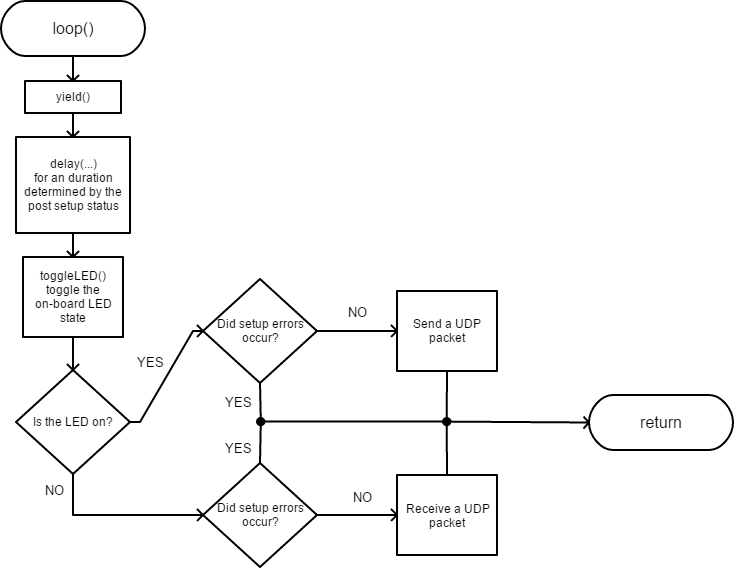 loop()
yield()
delay(...)
for an duration
determined by the
post setup status
toggleLED()
toggle the
on-board LED
state
Is the LED on?
YES
NO
Did setup errors
occur?
NO
YES
Send a UDP
packet
return
YES
Did setup errors
occur?
NO
Receive a UDP
packet